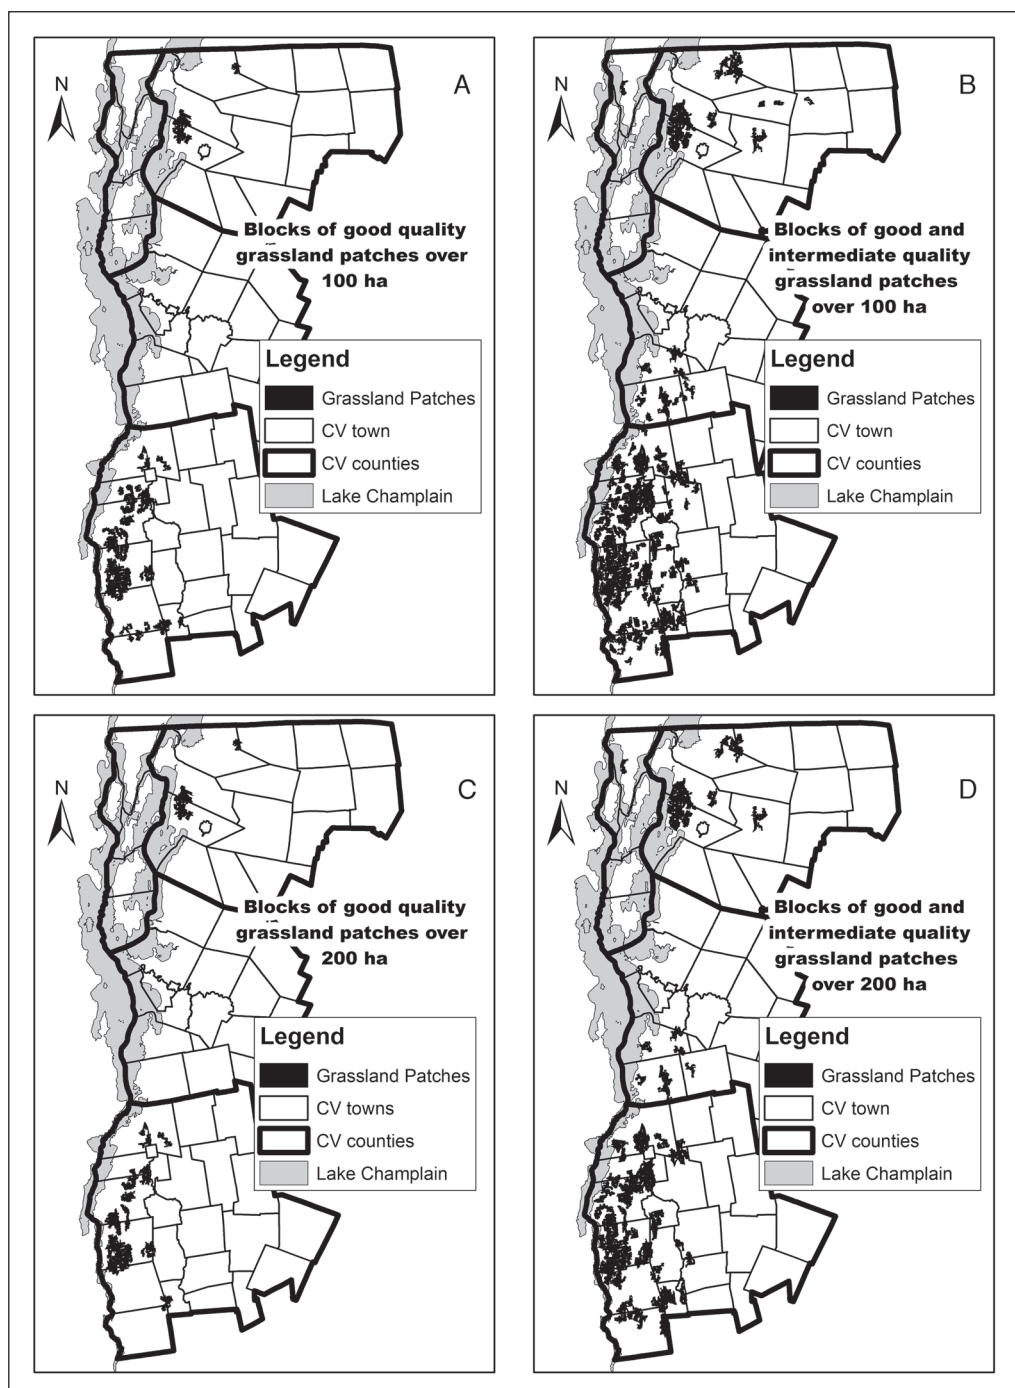 A
N
Blocks of good quality
grassland patches over
100 ha
Legend
Grassland Patches
CV town
CV counties
Lake Champlain
B
N
Blocks of good and
intermediate quality
grassland patches
over 100 ha
Legend
Grassland Patches
CV town
CV counties
Lake Champlain
C
N
Blocks of good quality
grassland patches over
200 ha
Legend
Grassland Patches
CV towns
CV counties
Lake Champlain
D
N
Blocks of good and
intermediate quality
grassland patches
over 200 ha
Legend
Grassland Patches
CV town
CV counties
Lake Champlain